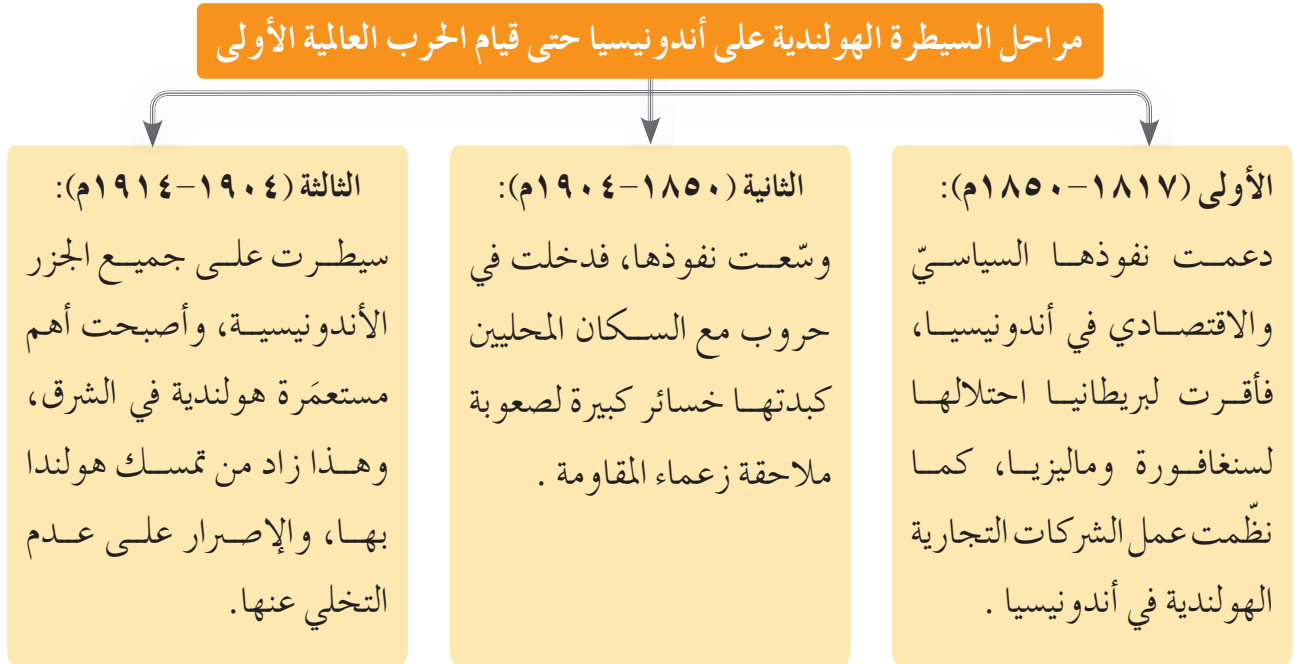 مراحل السيطرة الهولندية على أندونيسيا حتى قيام الحرب العالمية الأولى
الأولى (١٨١٧-١٨٥٠م):
دعمت نفوذها السياسيّ
والاقتصادي في أندونيسيا،
فأقرت لبريطانيا احتلالها
لسنغافورة وماليزيا، كما
نظّمت عمل الشركات التجارية
الهولندية في أندونيسيا .
الثانية (١٨٥٠-١٩٠٤م):
وسّعت نفوذها، فدخلت في
حروب مع السكان المحليين
كبدتها خسائر كبيرة لصعوبة
ملاحقة زعماء المقاومة .
الثالثة (١٩٠٤-١٩١٤م):
سيطرت على جميع الجزر
الأندونيسية، وأصبحت أهم
مستعمَرة هولندية في الشرق،
وهذا زاد من تمسك هولندا
بها، والإصرار على عدم
التخلي عنها.